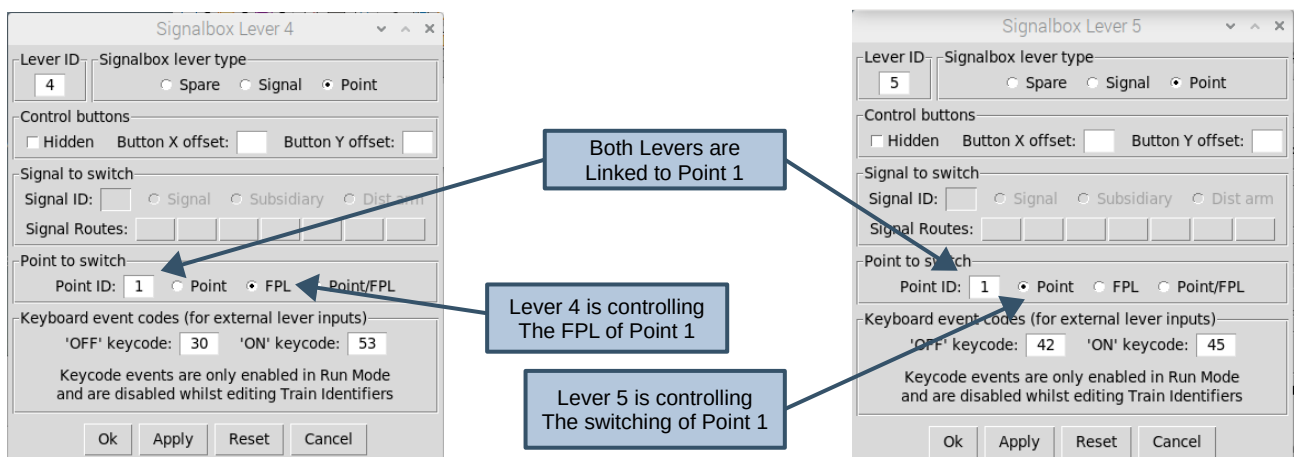 Signalbox Lever 4
Lever ID
Signalbox lever type
4
Spare
Signal
Point
Control buttons
Hidden
Button X offset:
Button Y offset:
Signal to switch
Signal ID:
Signal
Subsidiary
Dist arm
Signal Routes:
Point to switch
Point ID:
1
Point
FPL
Point/FPL
Keyboard event codes (for external lever inputs)
'OFF' keycode:
30
'ON' keycode:
53
Keycode events are only enabled in Run Mode
and are disabled whilst editing Train Identifiers
Ok
Apply
Reset
Cancel
Both Levers are
Linked to Point 1
Lever 4 is controlling
The FPL of Point 1
Lever 5 is controlling
The switching of Point 1
Signalbox Lever 5
Lever ID
Signalbox lever type
5
Spare
Signal
Point
Control buttons
Hidden
Button X offset:
Button Y offset:
Signal to switch
Signal ID:
Signal
Subsidiary
Dist arm
Signal Routes:
Point to switch
Point ID:
1
Point
FPL
Point/FPL
Keyboard event codes (for external lever inputs)
'OFF' keycode:
42
'ON' keycode:
45
Keycode events are only enabled in Run Mode
and are disabled whilst editing Train Identifiers
Ok
Apply
Reset
Cancel